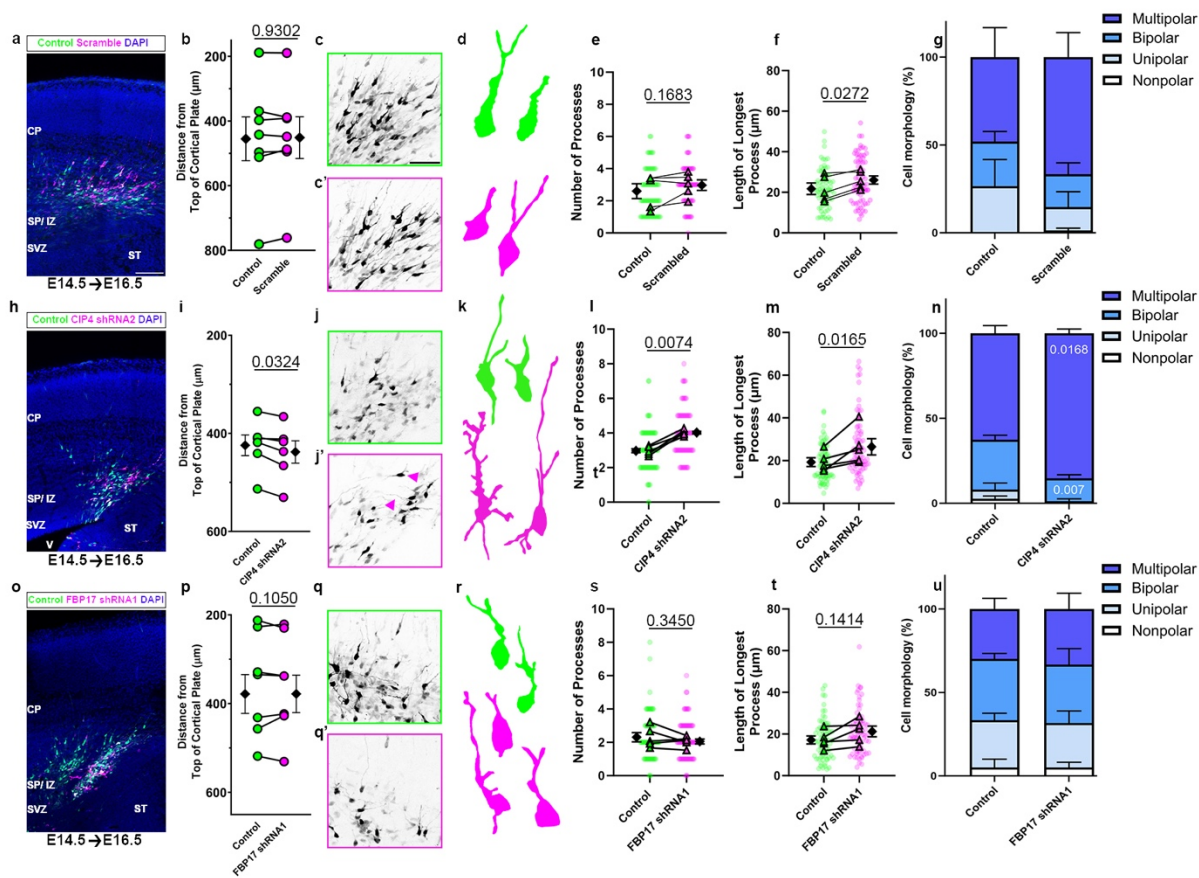 a
Control Scramble DAPI
CP
SP/ IZ
SVZ
ST
E14.5→E16.5
b
0.9302
Distance from
Top of Cortical Plate (µm)
200
400
600
800
Control
Scramble
c
c'
d
e
Number of Processes
10
8
6
4
2
0
0.1683
Control
Scrambled
f
Length of Longest
Process (µm)
80
60
40
20
0
0.0272
Control
Scrambled
g
Cell morphology (%)
100
50
0
Control
Scramble
Multipolar
Bipolar
Unipolar
Nonpolar
h
Control CIP4 shRNA2 DAPI
CP
SP/ IZ
SVZ
V
ST
E14.5→E16.5
i
0.0324
Distance from
Top of Cortical Plate (µm)
200
400
600
Control
CIP4 shRNA2
j
j'
k
l
Number of Processes
10
8
6
4
2
0
0.0074
Control
CIP4 shRNA2
m
Length of Longest
Process (µm)
80
60
40
20
0
0.0165
Control
CIP4 shRNA2
n
Cell morphology (%)
100
50
0
0.0168
0.007
Control
CIP4 shRNA2
Multipolar
Bipolar
Unipolar
Nonpolar
o
Control FBP17 shRNA1 DAPI
CP
SP/ IZ
SVZ
ST
E14.5→E16.5
p
0.1050
Distance from
Top of Cortical Plate (µm)
200
400
600
Control
FBP17 shRNA1
q
q'
r
s
Number of Processes
10
8
6
4
2
0
0.3450
Control
FBP17 shRNA1
t
Length of Longest
Process (µm)
80
60
40
20
0
0.1414
Control
FBP17 shRNA1
u
Cell morphology (%)
100
50
0
Control
FBP17 shRNA1
Multipolar
Bipolar
Unipolar
Nonpolar